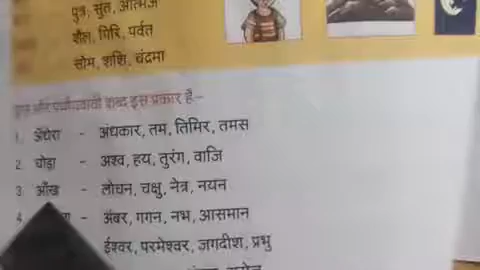 पुत्र, सुत, आत्मज
शैल, गिरि, पर्वत
सोम, शशि, चंद्रमा
कुछ और पर्यायवाची शब्द इस प्रकार हैं–
1. अँधेरा – अंधकार, तम, तिमिर, तमस
2. घोड़ा – अश्व, हय, तुरंग, वाजि
3. आँख – लोचन, चक्षु, नेत्र, नयन
4. – अंबर, गगन, नभ, आसमान
ईश्वर, परमेश्वर, जगदीश, प्रभु